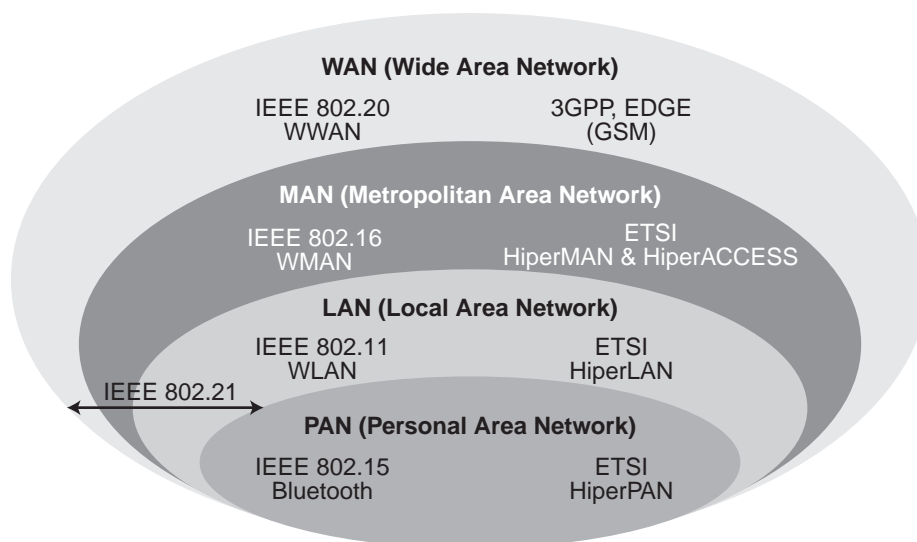 WAN (Wide Area Network)
IEEE 802.20
WWAN
3GPP, EDGE
(GSM)
MAN (Metropolitan Area Network)
IEEE 802.16
WMAN
ETSI
HiperMAN & HiperACCESS
LAN (Local Area Network)
IEEE 802.11
WLAN
ETSI
HiperLAN
IEEE 802.21
PAN (Personal Area Network)
IEEE 802.15
Bluetooth
ETSI
HiperPAN